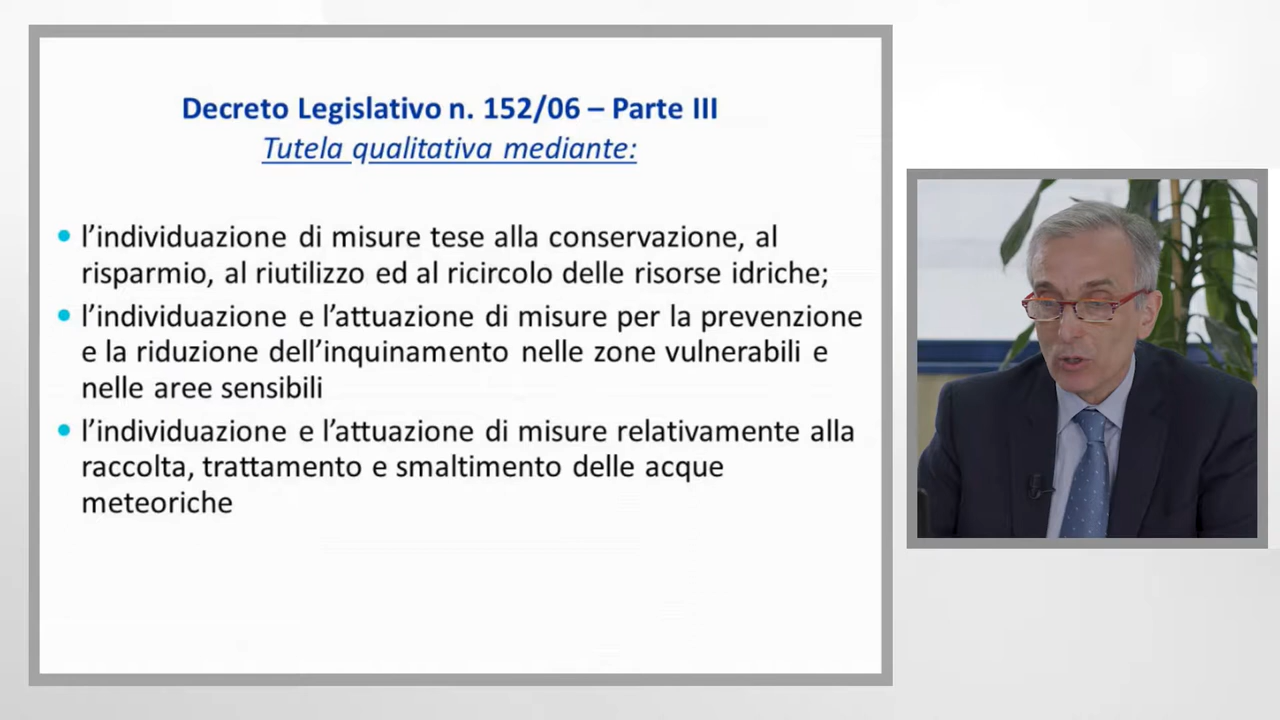 Decreto Legislativo n. 152/06 – Parte III
Tutela qualitativa mediante:
• l’individuazione di misure tese alla conservazione, al
risparmio, al riutilizzo ed al ricircolo delle risorse idriche;
• l’individuazione e l’attuazione di misure per la prevenzione
e la riduzione dell’inquinamento nelle zone vulnerabili e
nelle aree sensibili
• l’individuazione e l’attuazione di misure relativamente alla
raccolta, trattamento e smaltimento delle acque
meteoriche